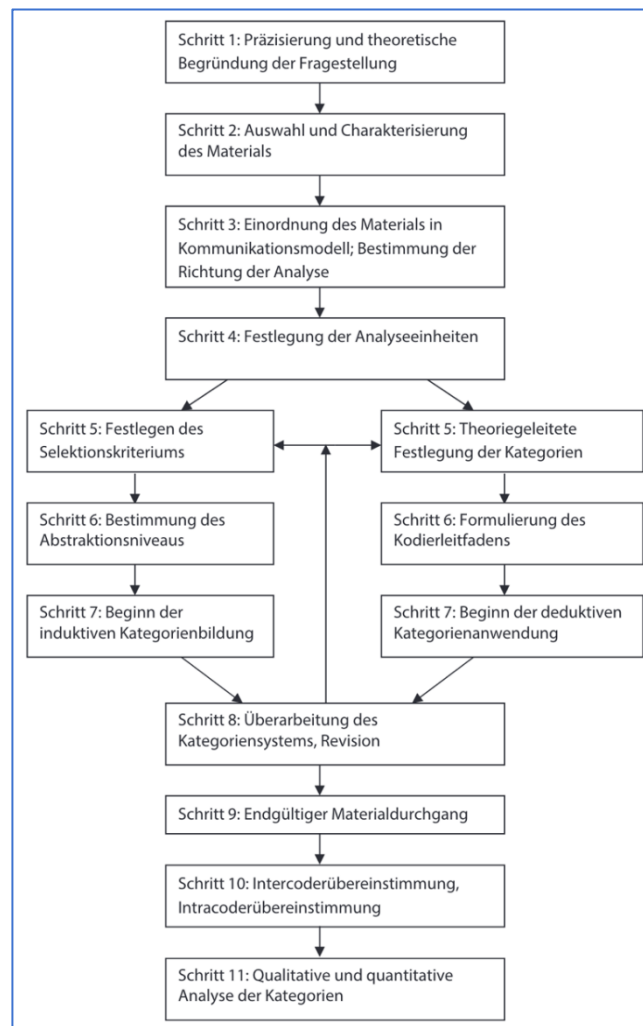 Schritt 1: Präzisierung und theoretische
Begründung der Fragestellung
Schritt 2: Auswahl und Charakterisierung
des Materials
Schritt 3: Einordnung des Materials in
Kommunikationsmodell; Bestimmung der
Richtung der Analyse
Schritt 4: Festlegung der Analyseeinheiten
Schritt 5: Festlegen des
Selektionskriteriums
Schritt 6: Bestimmung des
Abstraktionsniveaus
Schritt 7: Beginn der
induktiven Kategorienbildung
Schritt 5: Theoriegeleitete
Festlegung der Kategorien
Schritt 6: Formulierung des
Kodierleitfadens
Schritt 7: Beginn der deduktiven
Kategorienanwendung
Schritt 8: Überarbeitung des
Kategoriensystems, Revision
Schritt 9: Endgültiger Materialdurchgang
Schritt 10: Intercoderübereinstimmung,
Intracoderübereinstimmung
Schritt 11: Qualitative und quantitative
Analyse der Kategorien